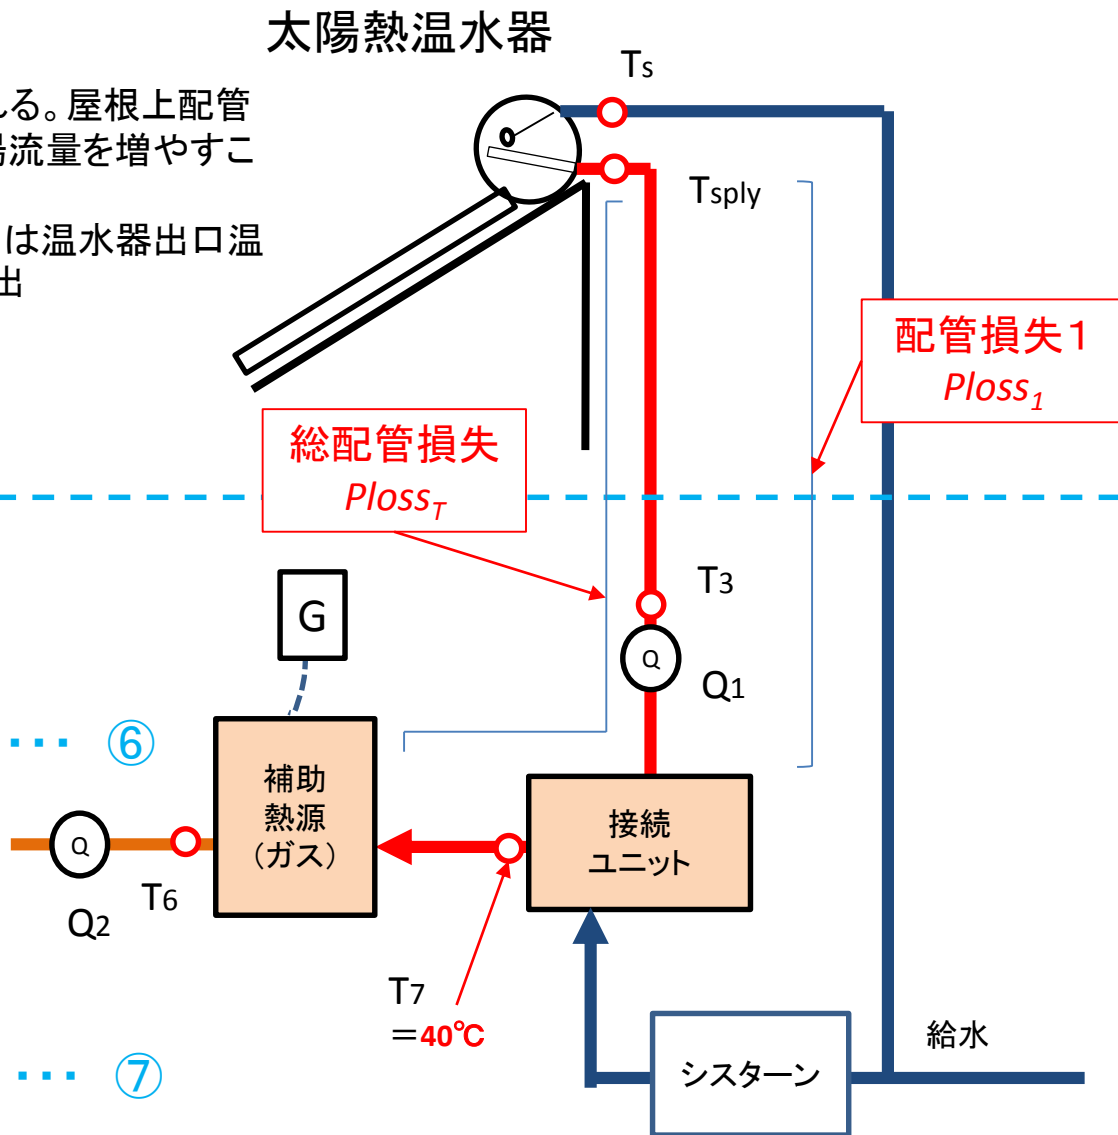 太陽熱温水器
Ts
れる。屋根上配管
湯流量を増やすこ
Tsply
は温水器出口温
出
配管損失1
Ploss1
総配管損失
PlossT
T3
G
Q
Q1
・・・ ⑥
補助
熱源
（ガス）
接続
ユニット
Q
T6
Q2
T7
＝40℃
給水
シスターン
・・・ ⑦